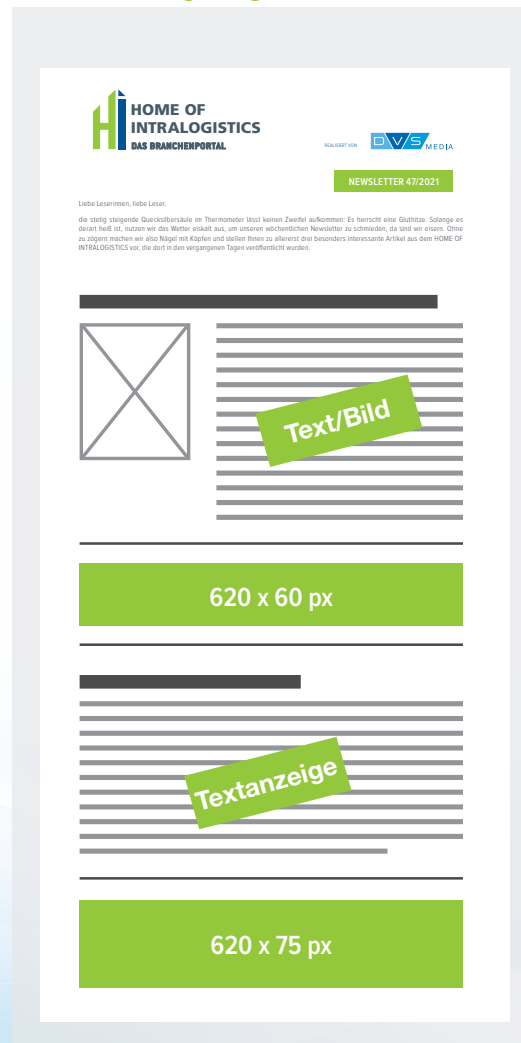 HOME OF
INTRALOGISTICS
DAS BRANCHENPORTAL
REALISIERT VON
DVS
MEDIA
NEWSLETTER 47/2021
Liebe Leserinnen, liebe Leser,
die stetig steigende Quecksilbersäule im Thermometer lässt keinen Zweifel aufkommen: Es herrscht eine Gluthitze. Solange es
derart heiß ist, nutzen wir das Wetter eiskalt aus, um unseren wöchentlichen Newsletter zu schmieden, da sind wir eisern. Ohne
zu zögern machen wir also Nägel mit Köpfen und stellen Ihnen zu allererst drei besonders interessante Artikel aus dem HOME OF
INTRALOGISTICS vor, die dort in den vergangenen Tagen veröffentlicht wurden.
Text/Bild
620 x 60 px
Textanzeige
620 x 75 px